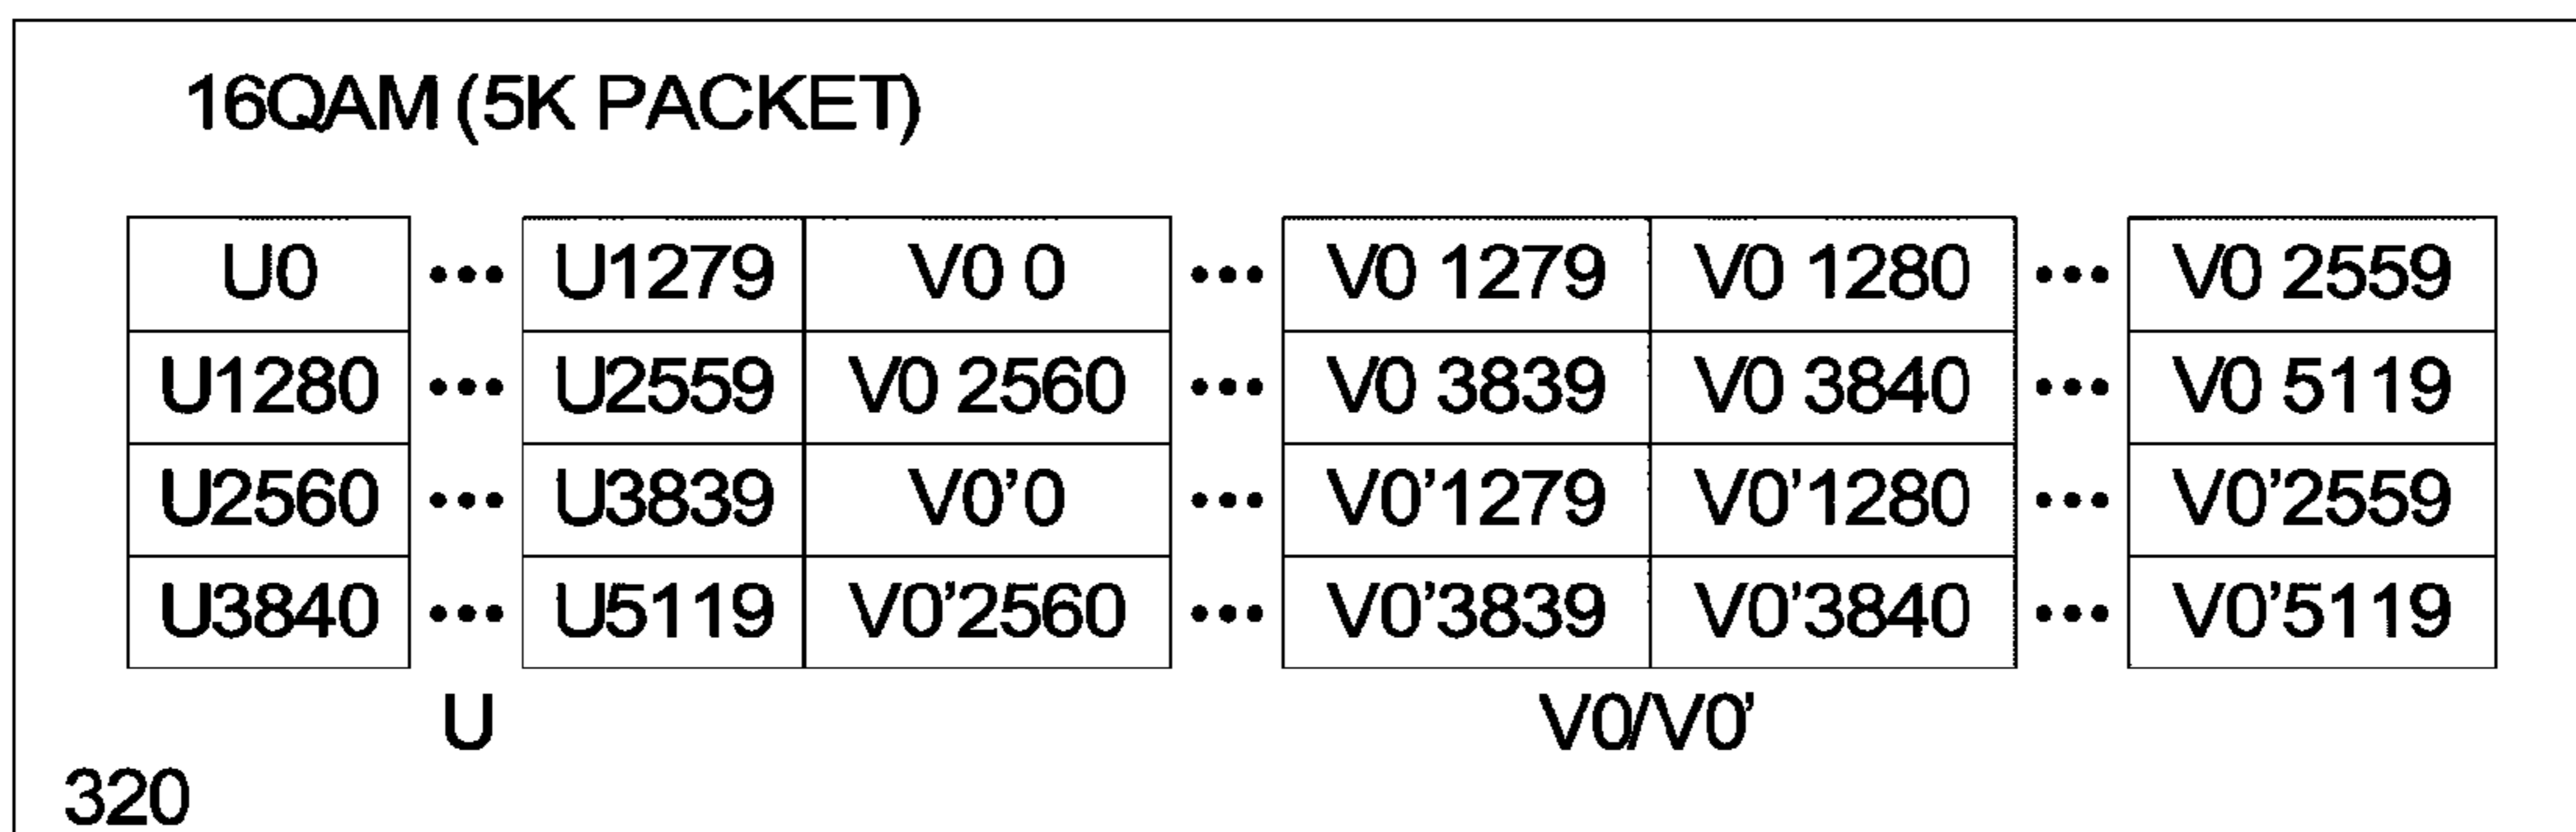 16QAM (5K PACKET)
U0 ••• U1279 V0 0 ••• V0 1279 V0 1280 ••• V0 2559
U1280 ••• U2559 V0 2560 ••• V0 3839 V0 3840 ••• V0 5119
U2560 ••• U3839 V0’0 ••• V0’1279 V0’1280 ••• V0’2559
U3840 ••• U5119 V0’2560 ••• V0’3839 V0’3840 ••• V0’5119
U V0/V0’
320